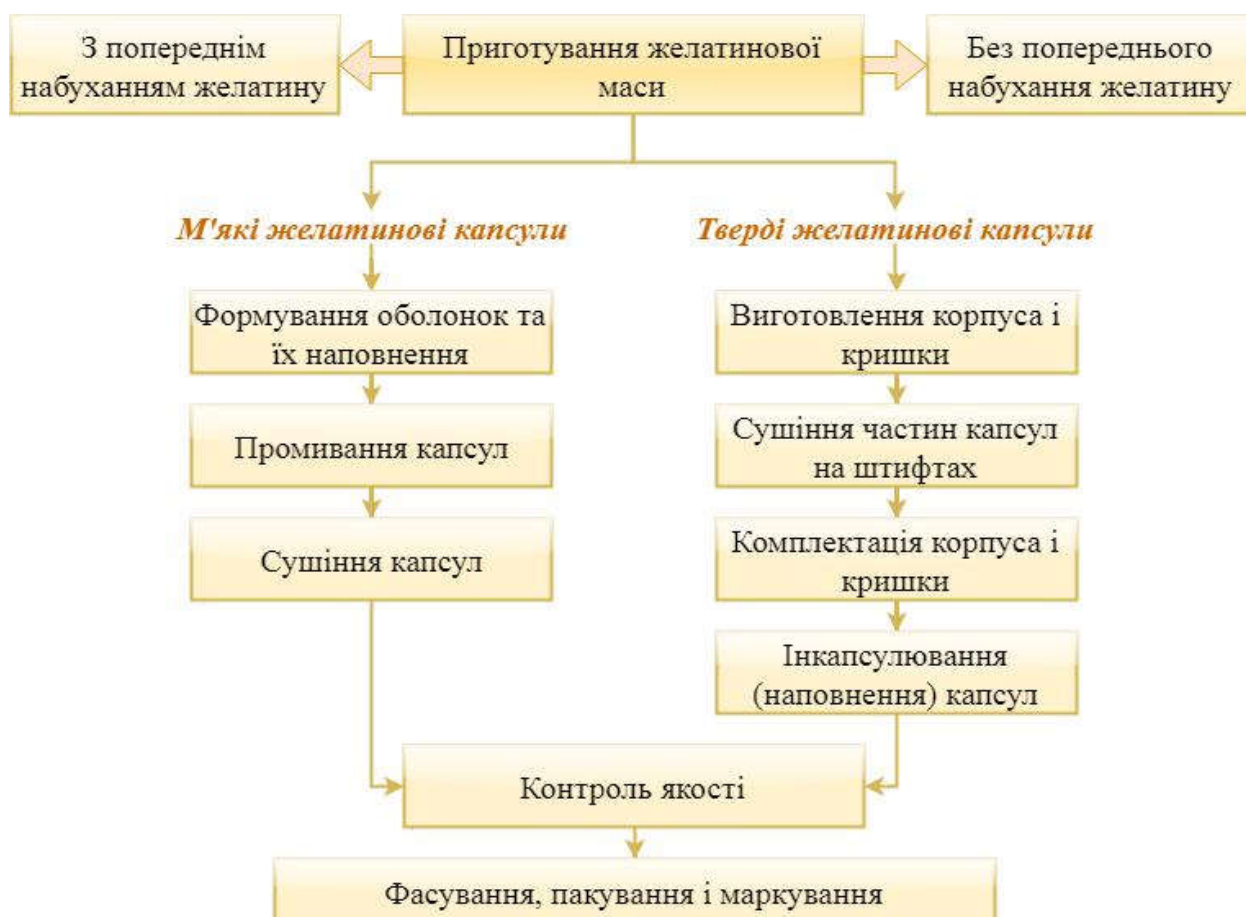 З попереднім
набуханням желатину
Приготування желатинової
маси
Без попереднього
набухання желатину
М'які желатинові капсули
Тверді желатинові капсули
Формування оболонок та
їх наповнення
Виготовлення корпуса і
кришки
Промивання капсул
Сушіння частин капсул
на штифтах
Сушіння капсул
Комплектація корпуса і
кришки
Інкапсулювання
(наповнення) капсул
Контроль якості
Фасування, пакування і маркування